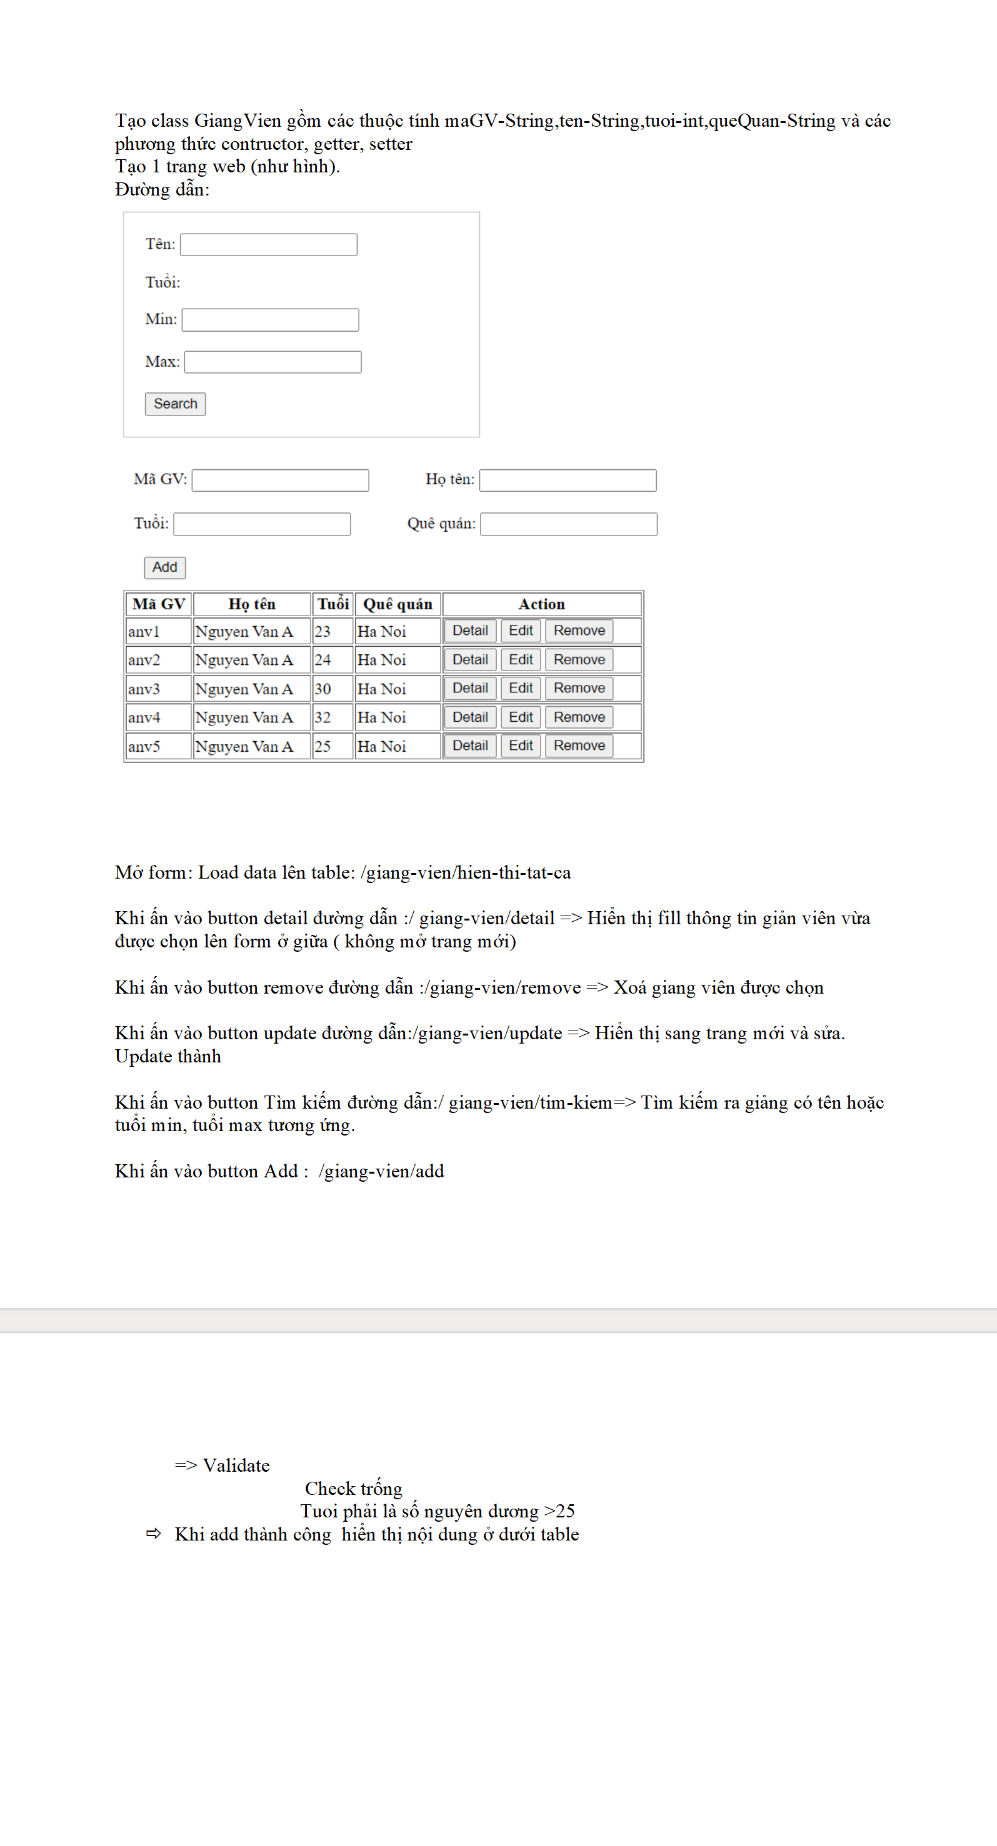 Tạo class GiangVien gồm các thuộc tính maGV-String,ten-String,tuoi-int,queQuan-String và các
phương thức contructor, getter, setter
Tạo 1 trang web (như hình).
Đường dẫn:
Tên:
Tuổi:
Min:
Max:
Search
Mã GV: Họ tên:
Tuổi: Quê quán:
Add
Mã GV Họ tên Tuổi Quê quán Action
anv1 Nguyen Van A 23 Ha Noi Detail Edit Remove
anv2 Nguyen Van A 24 Ha Noi Detail Edit Remove
anv3 Nguyen Van A 30 Ha Noi Detail Edit Remove
anv4 Nguyen Van A 32 Ha Noi Detail Edit Remove
anv5 Nguyen Van A 25 Ha Noi Detail Edit Remove
Mở form: Load data lên table: /giang-vien/hien-thi-tat-ca
Khi ấn vào button detail đường dẫn :/ giang-vien/detail => Hiển thị fill thông tin giản viên vừa
được chọn lên form ở giữa ( không mở trang mới)
Khi ấn vào button remove đường dẫn :/giang-vien/remove => Xoá giang viên được chọn
Khi ấn vào button update đường dẫn:/giang-vien/update => Hiển thị sang trang mới và sửa.
Update thành
Khi ấn vào button Tìm kiếm đường dẫn:/ giang-vien/tim-kiem=> Tìm kiếm ra giảng có tên hoặc
tuổi min, tuổi max tương ứng.
Khi ấn vào button Add : /giang-vien/add
=> Validate
Check trống
Tuoi phải là số nguyên dương >25
⇨ Khi add thành công hiển thị nội dung ở dưới table